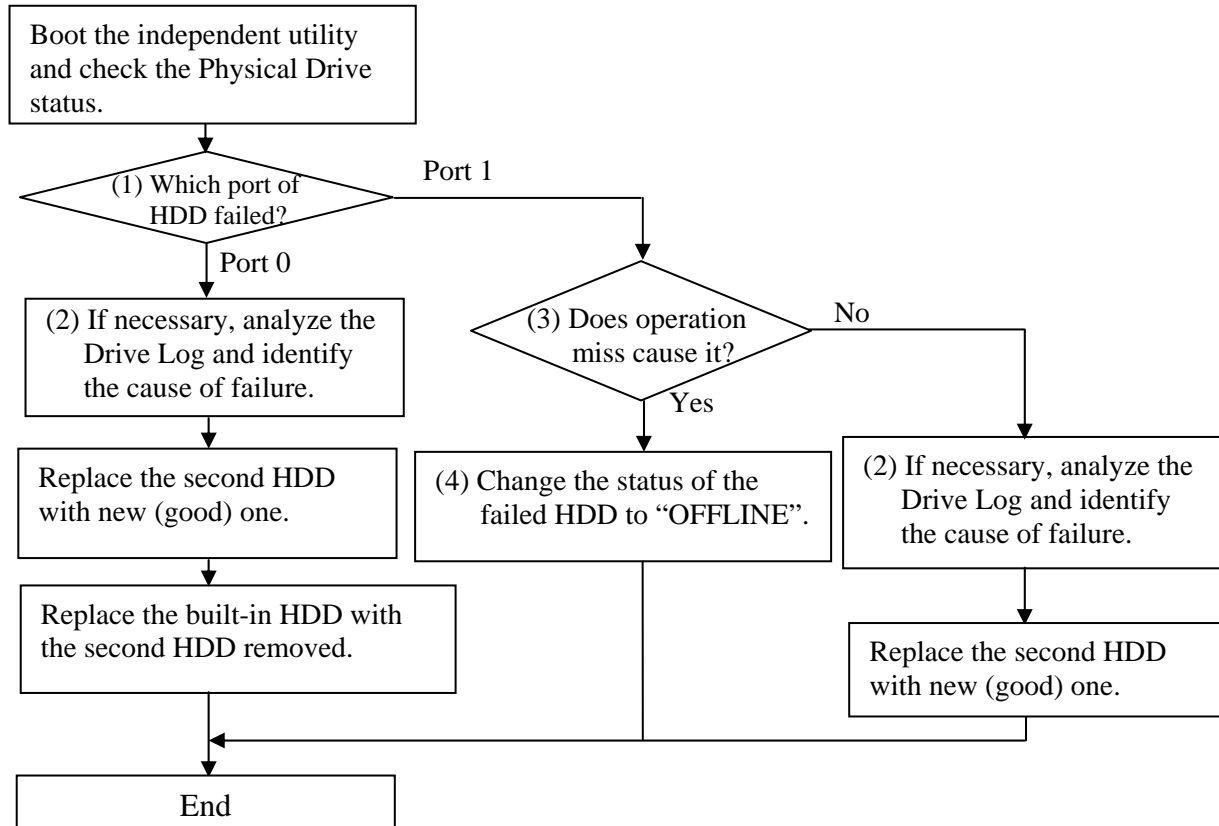 Boot the independent utility
and check the Physical Drive
status.
(1) Which port of
HDD failed?
Port 1
Port 0
(2) If necessary, analyze the
Drive Log and identify
the cause of failure.
(3) Does operation
miss cause it?
No
Yes
Replace the second HDD
with new (good) one.
(4) Change the status of the
failed HDD to “OFFLINE”.
(2) If necessary, analyze the
Drive Log and identify
the cause of failure.
Replace the built-in HDD with
the second HDD removed.
Replace the second HDD
with new (good) one.
End